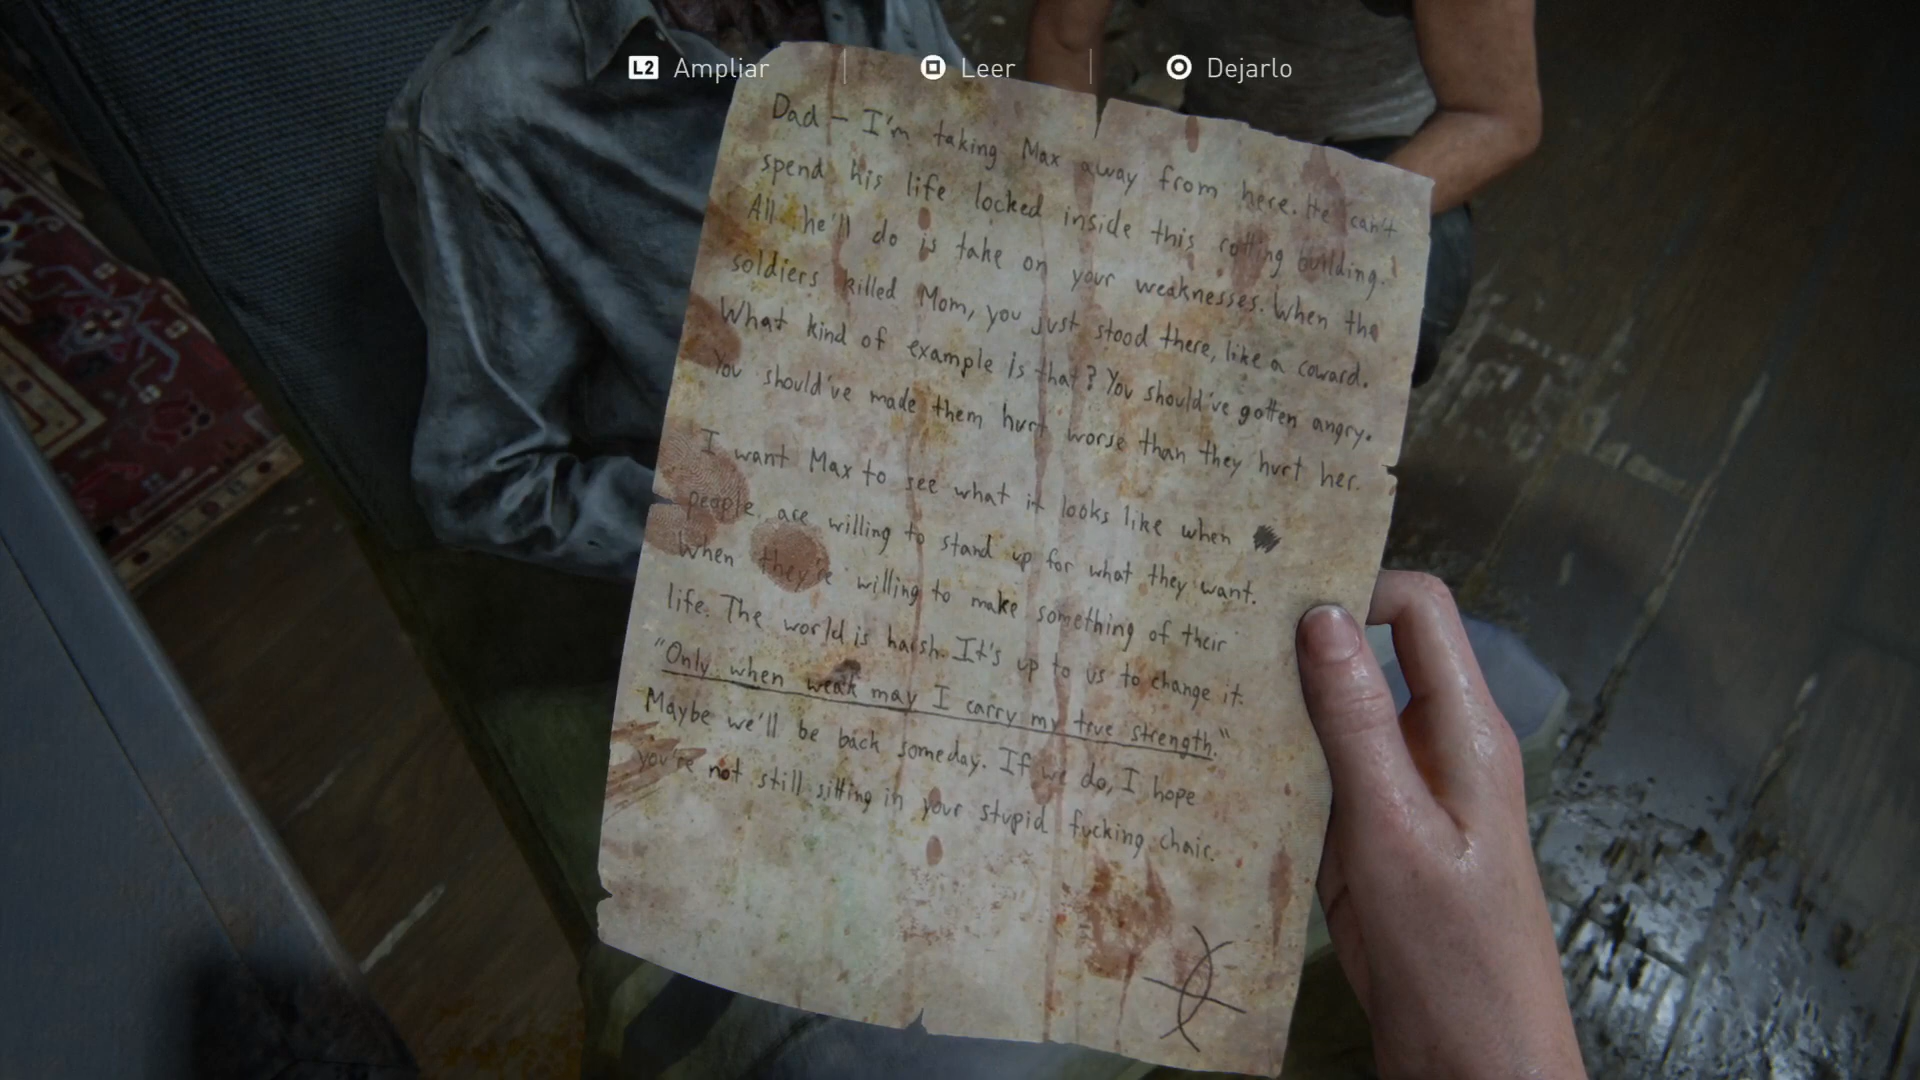 L2 Ampliar
Leer
Dejarlo
Dad - I'm taking Max away from here. He can't
spend his life locked inside this rotting building.
All he'll do is take on your weaknesses. When the
soldiers killed Mom, you just stood there, like a coward.
What kind of example is that? You should've gotten angry.
You should've made them hurt worse than they hurt her.
I want Max to see what it looks like when
people are willing to stand up for what they want.
When they're willing to make something of their
life. The world is harsh. It's up to us to change it.
"Only when weak may I carry my true strength."
Maybe we'll be back someday. If we do, I hope
you're not still sitting in your stupid fucking chair.